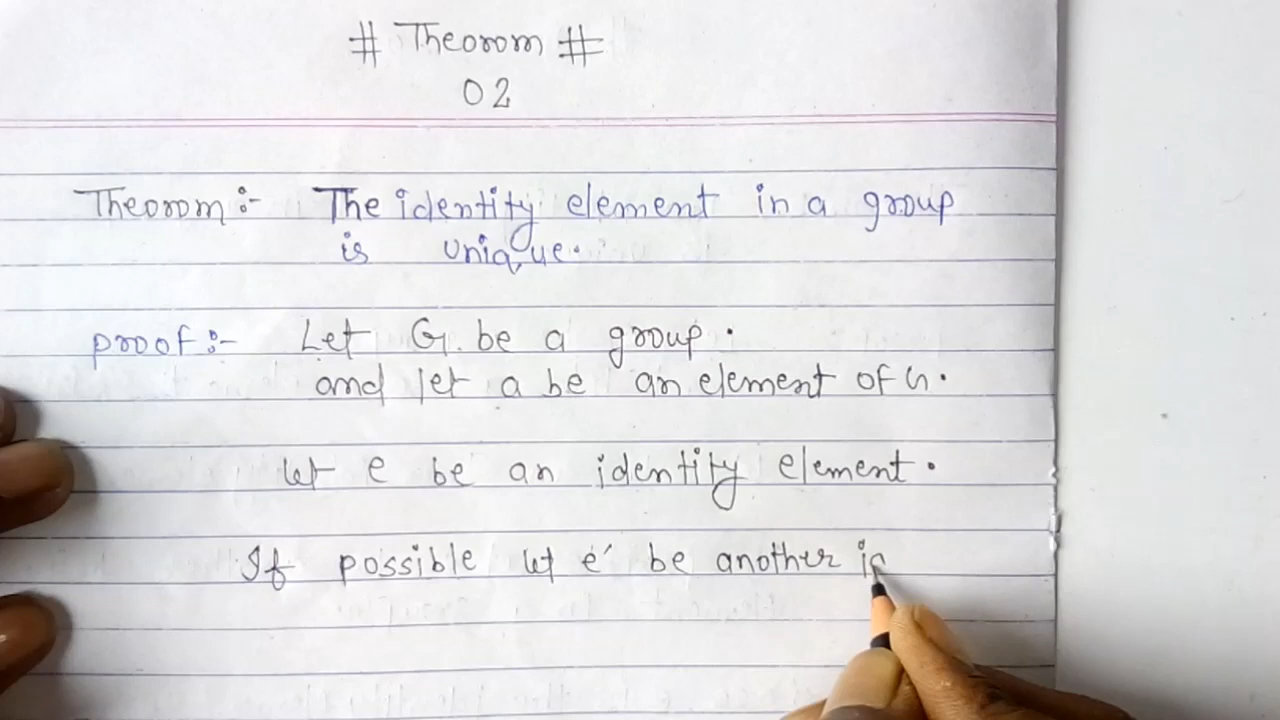 # Theorom #
02
Theorom:- The identity element in a group
is unique.
proof:- Let G be a group.
and let a be an element of G.
let e be an identity element.
If possible let e' be another